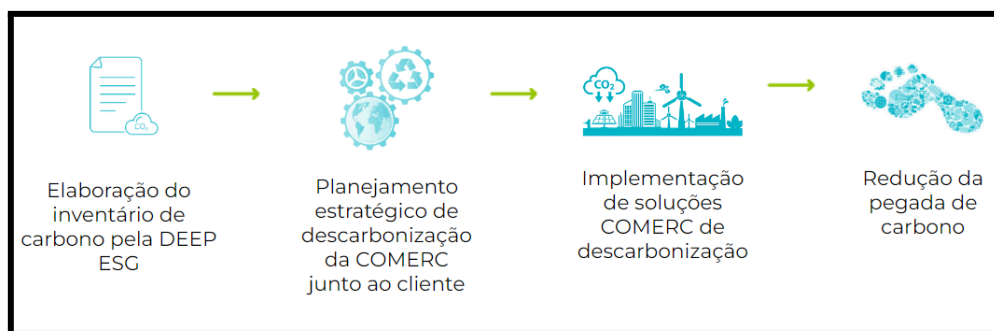 CO₂
Elaboração do
inventário de
carbono pela DEEP
ESG
Planejamento
estratégico de
descarbonização
da COMERC
junto ao cliente
CO₂
Implementação
de soluções
COMERC de
descarbonização
Redução da
pegada de
carbono